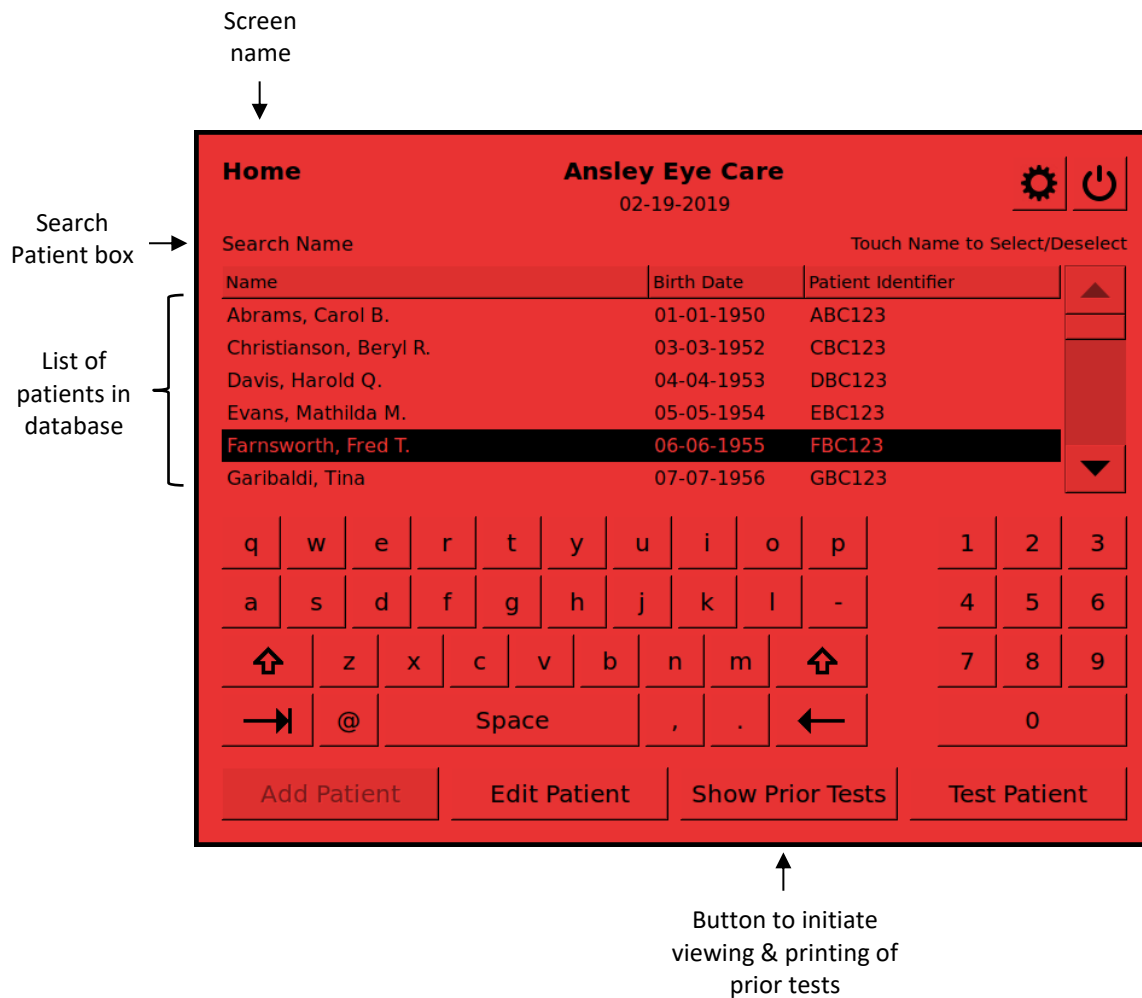 Screen
name
Home
Ansley Eye Care
02-19-2019
Search
Patient box
Search Name
Touch Name to Select/Deselect
Name Birth Date Patient Identifier
Abrams, Carol B. 01-01-1950 ABC123
Christianson, Beryl R. 03-03-1952 CBC123
Davis, Harold Q. 04-04-1953 DBC123
Evans, Mathilda M. 05-05-1954 EBC123
Farnsworth, Fred T. 06-06-1955 FBC123
Garibaldi, Tina 07-07-1956 GBC123
List of
patients in
database
q w e r t y u i o p 1 2 3
a s d f g h j k l - 4 5 6
z x c v b n m 7 8 9
@ Space , . 0
Add Patient Edit Patient Show Prior Tests Test Patient
Button to initiate
viewing & printing of
prior tests